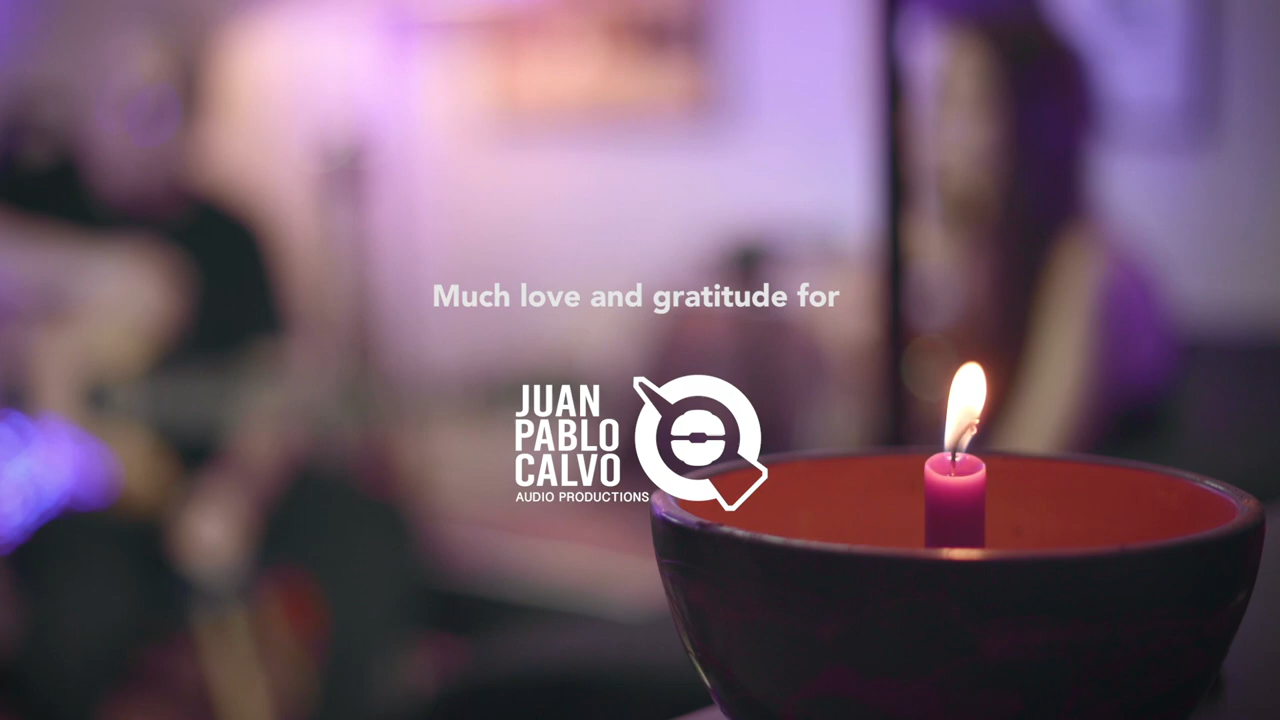 Much love and gratitude for
JUAN
PABLO
CALVO
AUDIO PRODUCTIONS